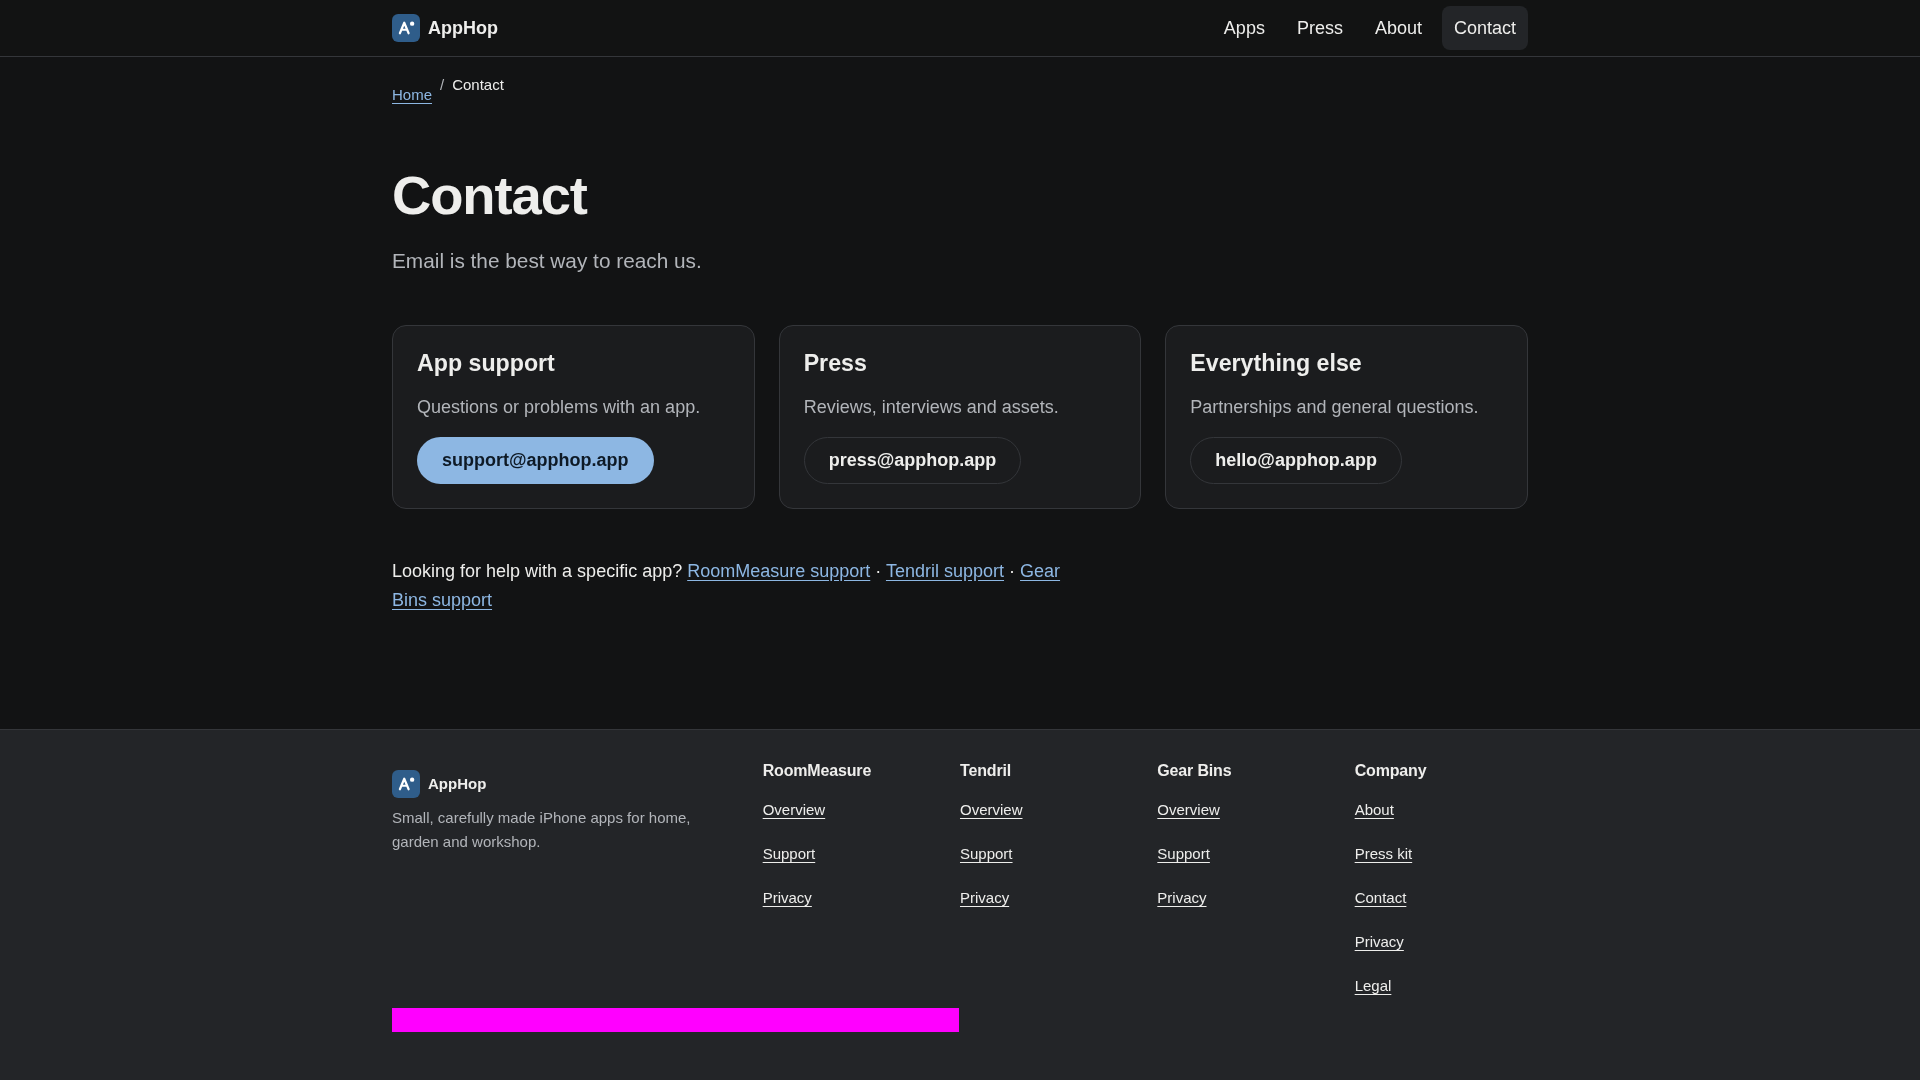 AppHop
Apps
Press
About
Contact
Home / Contact
Contact
Email is the best way to reach us.
App support
Questions or problems with an app.
support@apphop.app
Press
Reviews, interviews and assets.
press@apphop.app
Everything else
Partnerships and general questions.
hello@apphop.app
Looking for help with a specific app? RoomMeasure support · Tendril support · Gear
Bins support
AppHop
Small, carefully made iPhone apps for home,
garden and workshop.
RoomMeasure
Overview
Support
Privacy
Tendril
Overview
Support
Privacy
Gear Bins
Overview
Support
Privacy
Company
About
Press kit
Contact
Privacy
Legal